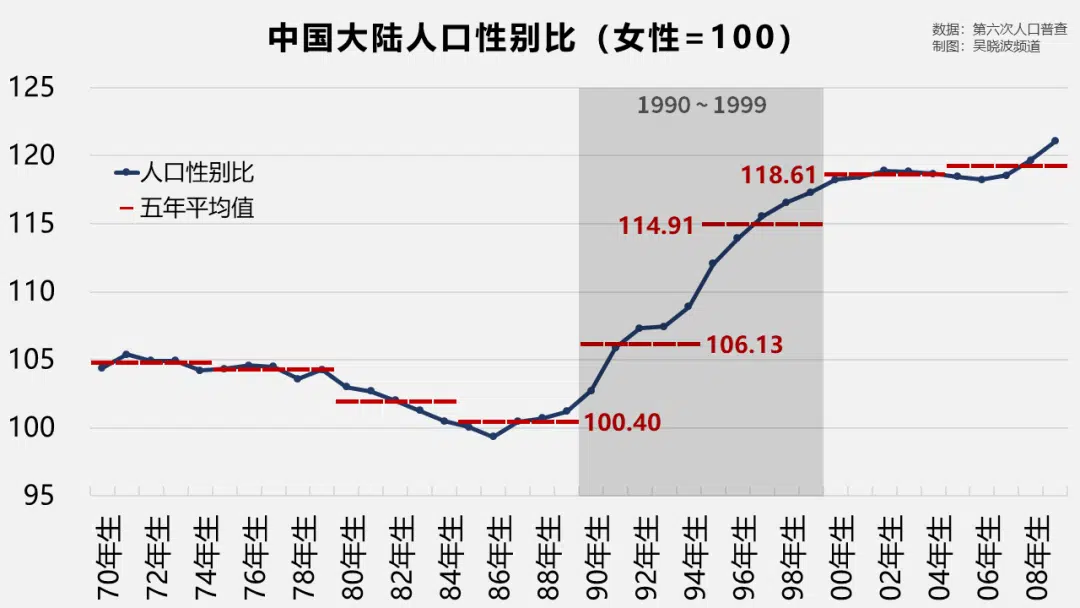 中国大陆人口性别比（女性=100）
数据：第六次人口普查
制图：吴晓波频道
125
120
115
110
105
100
95
人口性别比
五年平均值
1990～1999
118.61
114.91
106.13
100.40
70年生
72年生
74年生
76年生
78年生
80年生
82年生
84年生
86年生
88年生
90年生
92年生
94年生
96年生
98年生
00年生
02年生
04年生
06年生
08年生